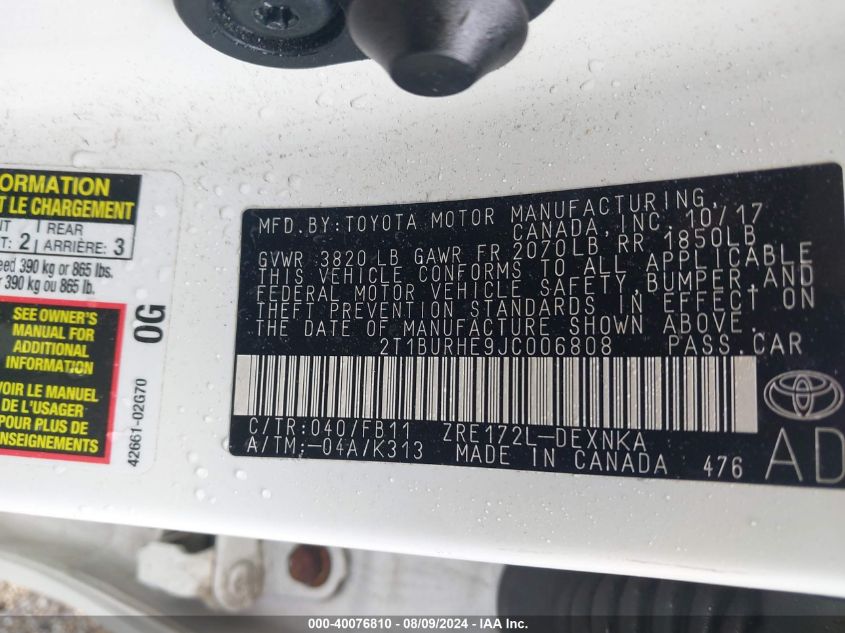 ORMATION
T LE CHARGEMENT
NT REAR
T: 2 ARRIÈRE: 3
eed 390 kg or 865 lbs.
r 390 kg ou 865 lb.
SEE OWNER'S
MANUAL FOR
ADDITIONAL
INFORMATION
VOIR LE MANUEL
DE L'USAGER
POUR PLUS DE
NSEIGNEMENTS
0G
42661-02G70
MFD. BY: TOYOTA MOTOR MANUFACTURING,
CANADA, INC. 10/17
GVWR 3820 LB GAWR FR 2070LB, RR 1850LB
THIS VEHICLE CONFORMS TO ALL APPLICABLE
FEDERAL MOTOR VEHICLE SAFETY, BUMPER, AND
THEFT PREVENTION STANDARDS IN EFFECT ON
THE DATE OF MANUFACTURE SHOWN ABOVE.
2T1BURHE9JC006808 PASS. CAR
C/TR: 040/FB11 ZRE172L-DEXNKA
A/TM: -04A/K313 MADE IN CANADA 476
AD
000-40076810 - 08/09/2024 - © IAA, Inc.